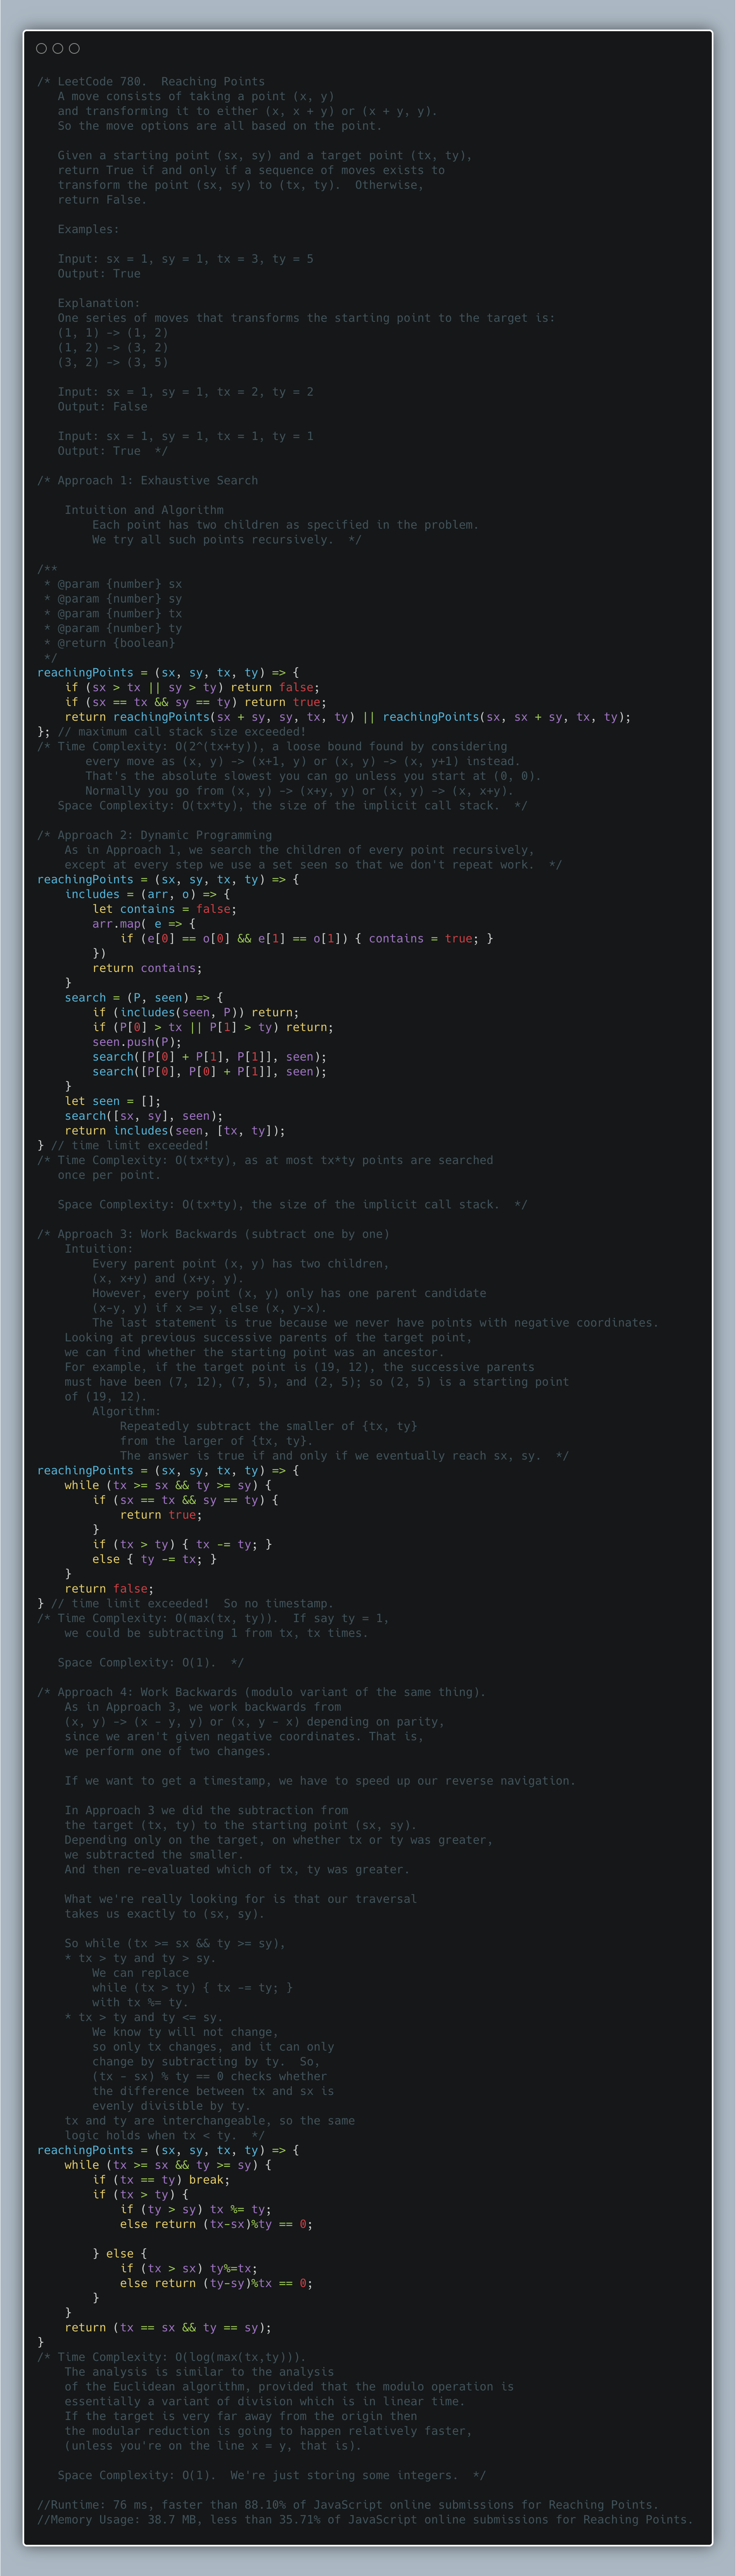 /* LeetCode 780.  Reaching Points
   A move consists of taking a point (x, y)
   and transforming it to either (x, x + y) or (x + y, y).
   So the move options are all based on the point.

   Given a starting point (sx, sy) and a target point (tx, ty),
   return True if and only if a sequence of moves exists to
   transform the point (sx, sy) to (tx, ty).  Otherwise,
   return False.

   Examples:

   Input: sx = 1, sy = 1, tx = 3, ty = 5
   Output: True

   Explanation:
   One series of moves that transforms the starting point to the target is:
   (1, 1) -> (1, 2)
   (1, 2) -> (3, 2)
   (3, 2) -> (3, 5)

   Input: sx = 1, sy = 1, tx = 2, ty = 2
   Output: False

   Input: sx = 1, sy = 1, tx = 1, ty = 1
   Output: True  */

/* Approach 1: Exhaustive Search

    Intuition and Algorithm
        Each point has two children as specified in the problem.
        We try all such points recursively.  */

/**
 * @param {number} sx
 * @param {number} sy
 * @param {number} tx
 * @param {number} ty
 * @return {boolean}
 */
reachingPoints = (sx, sy, tx, ty) => {
    if (sx > tx || sy > ty) return false;
    if (sx == tx && sy == ty) return true;
    return reachingPoints(sx + sy, sy, tx, ty) || reachingPoints(sx, sx + sy, tx, ty);
}; // maximum call stack size exceeded!
/* Time Complexity: O(2^(tx+ty)), a loose bound found by considering
       every move as (x, y) -> (x+1, y) or (x, y) -> (x, y+1) instead.
       That's the absolute slowest you can go unless you start at (0, 0).
       Normally you go from (x, y) -> (x+y, y) or (x, y) -> (x, x+y).
   Space Complexity: O(tx*ty), the size of the implicit call stack.  */

/* Approach 2: Dynamic Programming
    As in Approach 1, we search the children of every point recursively,
    except at every step we use a set seen so that we don't repeat work.  */
reachingPoints = (sx, sy, tx, ty) => {
    includes = (arr, o) => {
        let contains = false;
        arr.map( e => {
            if (e[0] == o[0] && e[1] == o[1]) { contains = true; }
        })
        return contains;
    }
    search = (P, seen) => {
        if (includes(seen, P)) return;
        if (P[0] > tx || P[1] > ty) return;
        seen.push(P);
        search([P[0] + P[1], P[1]], seen);
        search([P[0], P[0] + P[1]], seen);
    }
    let seen = [];
    search([sx, sy], seen);
    return includes(seen, [tx, ty]);
} // time limit exceeded!
/* Time Complexity: O(tx*ty), as at most tx*ty points are searched
   once per point.

   Space Complexity: O(tx*ty), the size of the implicit call stack.  */

/* Approach 3: Work Backwards (subtract one by one)
    Intuition:
        Every parent point (x, y) has two children,
        (x, x+y) and (x+y, y).
        However, every point (x, y) only has one parent candidate
        (x-y, y) if x >= y, else (x, y-x).
        The last statement is true because we never have points with negative coordinates.
    Looking at previous successive parents of the target point,
    we can find whether the starting point was an ancestor.
    For example, if the target point is (19, 12), the successive parents
    must have been (7, 12), (7, 5), and (2, 5); so (2, 5) is a starting point
    of (19, 12).
        Algorithm:
            Repeatedly subtract the smaller of {tx, ty}
            from the larger of {tx, ty}.
            The answer is true if and only if we eventually reach sx, sy.  */
reachingPoints = (sx, sy, tx, ty) => {
    while (tx >= sx && ty >= sy) {
        if (sx == tx && sy == ty) {
            return true;
        }
        if (tx > ty) { tx -= ty; }
        else { ty -= tx; }
    }
    return false;
} // time limit exceeded!  So no timestamp.
/* Time Complexity: O(max(tx, ty)).  If say ty = 1,
    we could be subtracting 1 from tx, tx times.

   Space Complexity: O(1).  */

/* Approach 4: Work Backwards (modulo variant of the same thing).
    As in Approach 3, we work backwards from
    (x, y) -> (x - y, y) or (x, y - x) depending on parity,
    since we aren't given negative coordinates. That is,
    we perform one of two changes.

    If we want to get a timestamp, we have to speed up our reverse navigation.

    In Approach 3 we did the subtraction from
    the target (tx, ty) to the starting point (sx, sy).
    Depending only on the target, on whether tx or ty was greater,
    we subtracted the smaller.
    And then re-evaluated which of tx, ty was greater.

    What we're really looking for is that our traversal
    takes us exactly to (sx, sy).

    So while (tx >= sx && ty >= sy),
    * tx > ty and ty > sy.
        We can replace
        while (tx > ty) { tx -= ty; }
        with tx %= ty.
    * tx > ty and ty <= sy.
        We know ty will not change,
        so only tx changes, and it can only
        change by subtracting by ty.  So,
        (tx - sx) % ty == 0 checks whether
        the difference between tx and sx is
        evenly divisible by ty.
    tx and ty are interchangeable, so the same
    logic holds when tx < ty.  */
reachingPoints = (sx, sy, tx, ty) => {
    while (tx >= sx && ty >= sy) {
        if (tx == ty) break;
        if (tx > ty) {
            if (ty > sy) tx %= ty;
            else return (tx-sx)%ty == 0;

        } else {
            if (tx > sx) ty%=tx;
            else return (ty-sy)%tx == 0;
        }
    }
    return (tx == sx && ty == sy);
}
/* Time Complexity: O(log(max(tx,ty))).
    The analysis is similar to the analysis
    of the Euclidean algorithm, provided that the modulo operation is
    essentially a variant of division which is in linear time.
    If the target is very far away from the origin then
    the modular reduction is going to happen relatively faster,
    (unless you're on the line x = y, that is).

   Space Complexity: O(1).  We're just storing some integers.  */

//Runtime: 76 ms, faster than 88.10% of JavaScript online submissions for Reaching Points.
//Memory Usage: 38.7 MB, less than 35.71% of JavaScript online submissions for Reaching Points.